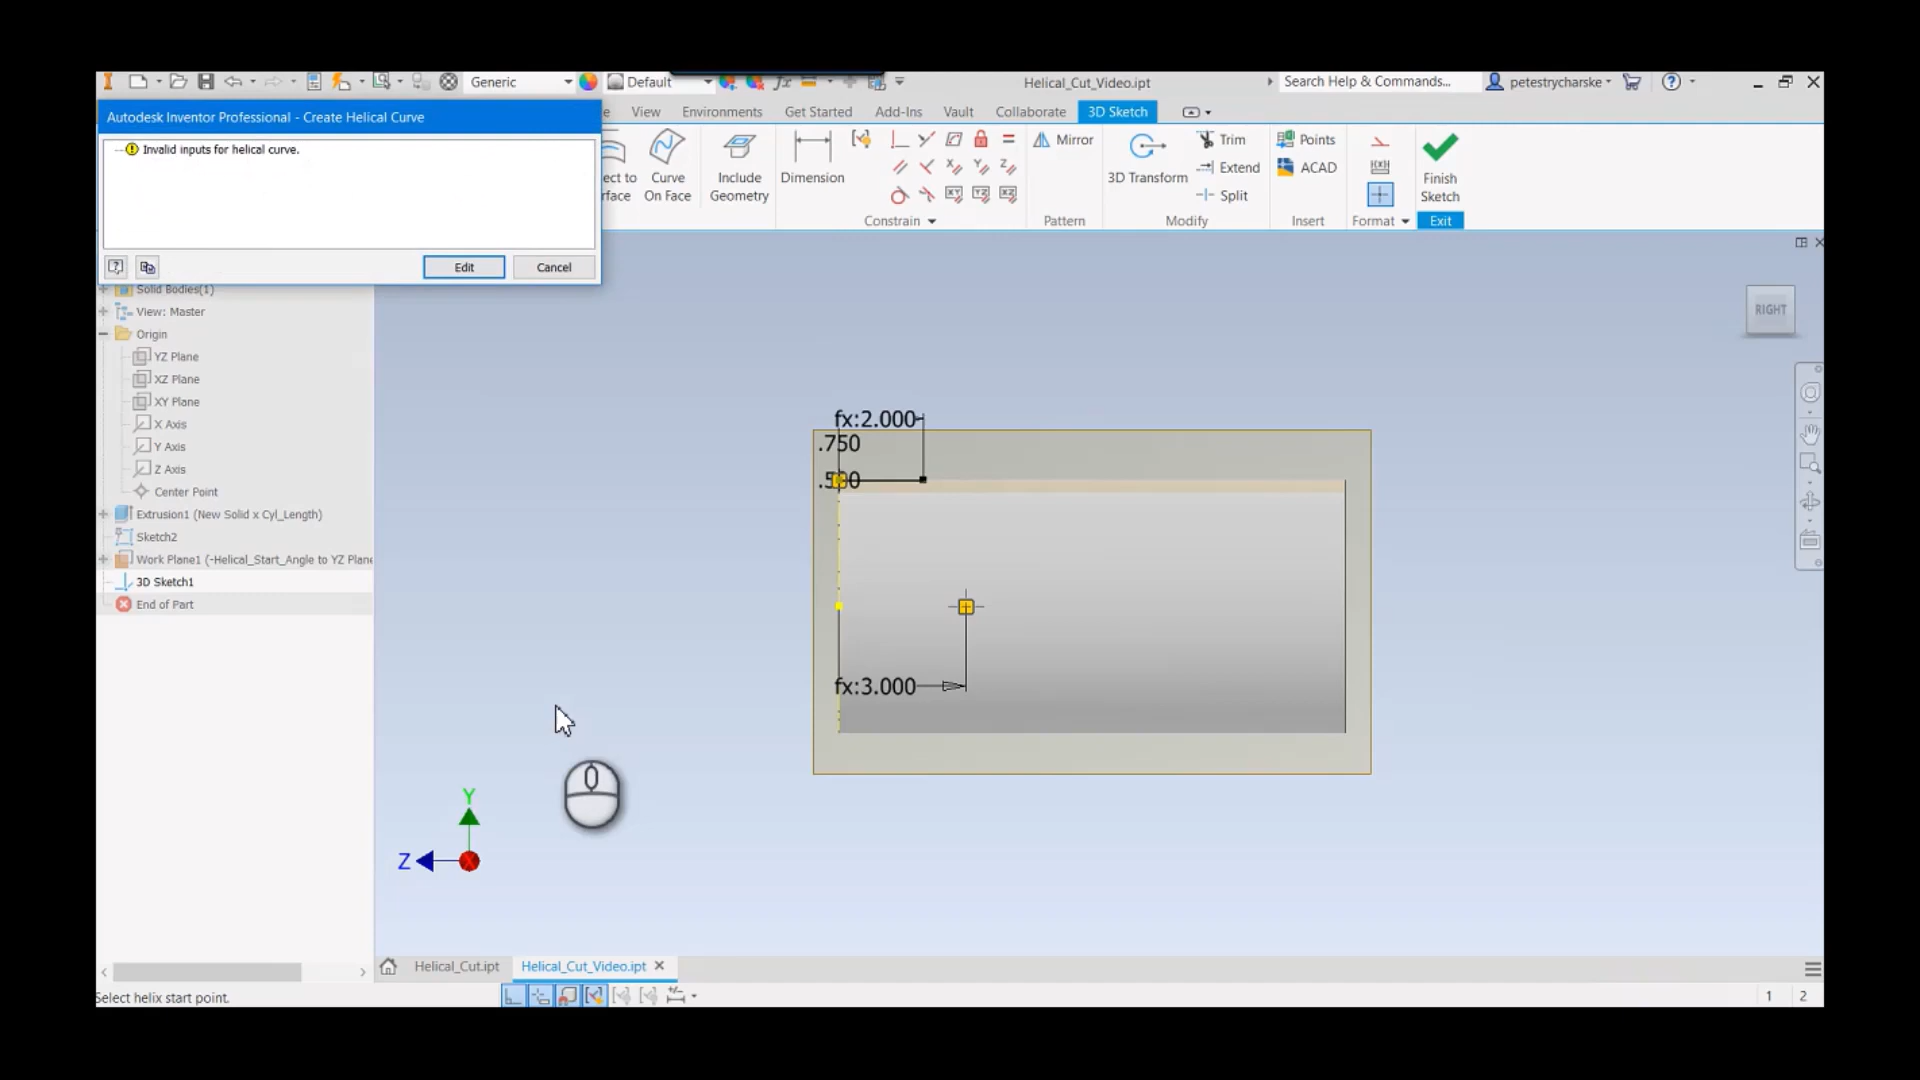 Generic
Default
Helical_Cut_Video.ipt
Search Help & Commands...
petestrycharske
View
Environments
Get Started
Add-Ins
Vault
Collaborate
3D Sketch
Autodesk Inventor Professional - Create Helical Curve
Invalid inputs for helical curve.
Edit
Cancel
ect to
rface
Curve
On Face
Include
Geometry
Dimension
Constrain
Mirror
Pattern
3D Transform
Trim
Extend
Split
Modify
Points
ACAD
Insert
Format
Finish
Sketch
Exit
Solid Bodies(1)
View: Master
Origin
YZ Plane
XZ Plane
XY Plane
X Axis
Y Axis
Z Axis
Center Point
Extrusion1 (New Solid x Cyl_Length)
Sketch2
Work Plane1 (-Helical_Start_Angle to YZ Plane
3D Sketch1
End of Part
RIGHT
fx:2.000
.750
fx:3.000
Y
Z
Helical_Cut.ipt
Helical_Cut_Video.ipt
Select helix start point.
1
2